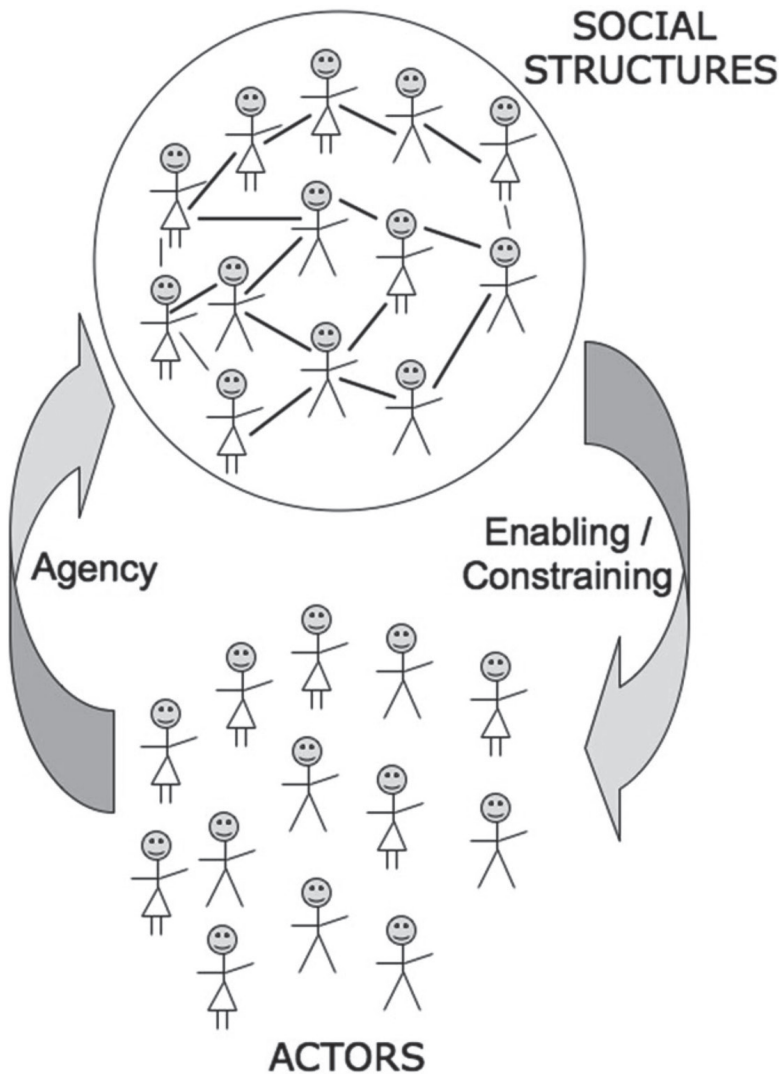 SOCIAL
STRUCTURES
Agency
Enabling /
Constraining
ACTORS